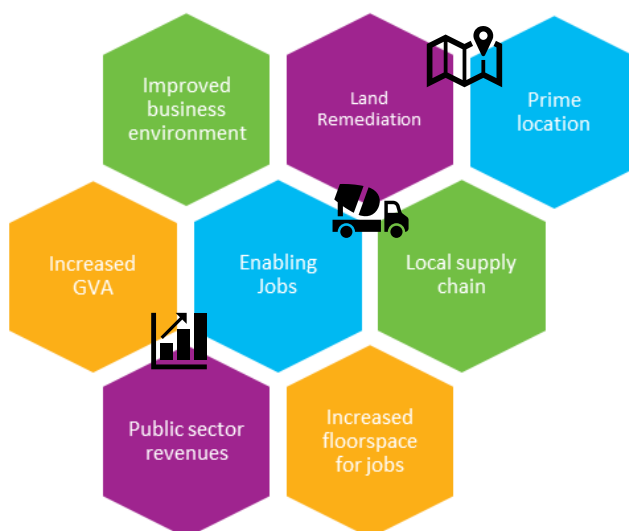 Improved
business
environment
Land
Remediation
Prime
location
Increased
GVA
Enabling
Jobs
Local supply
chain
Public sector
revenues
Increased
floorspace
for jobs